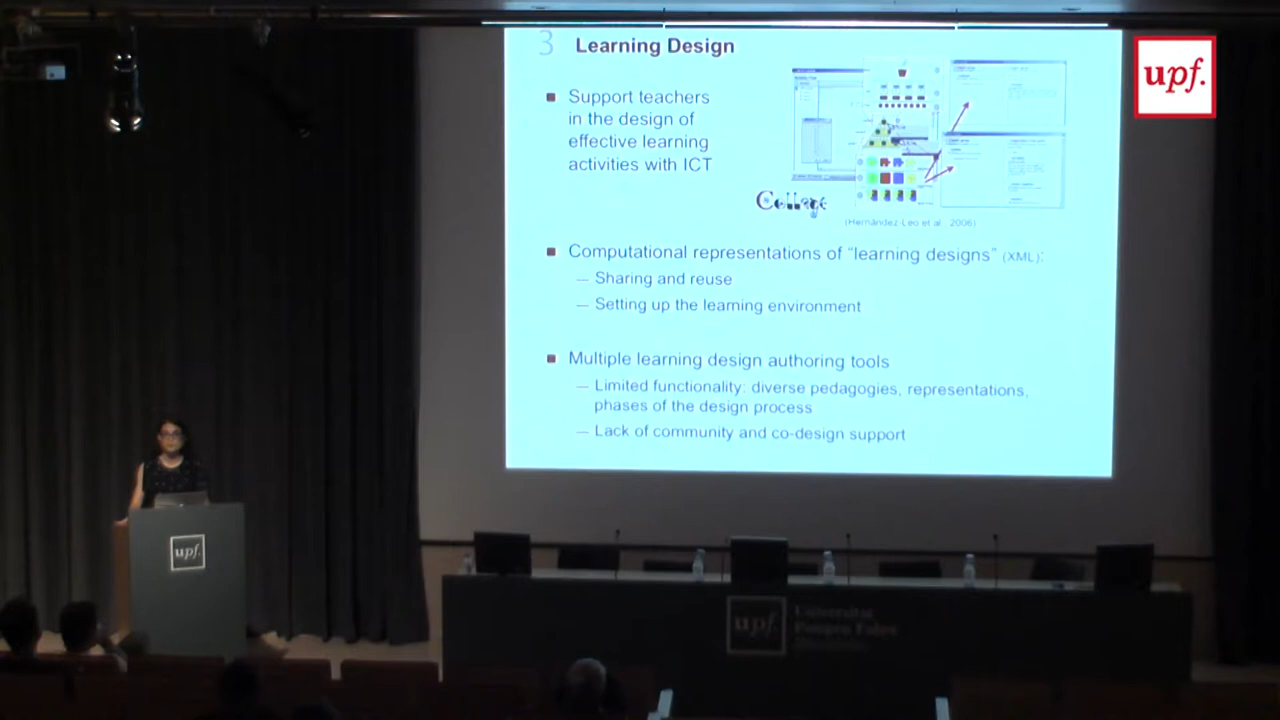 3 Learning Design
upf.
Support teachers
in the design of
effective learning
activities with ICT
Collage
(Hernández-Leo et al., 2006)
Computational representations of “learning designs” (XML):
— Sharing and reuse
— Setting up the learning environment
Multiple learning design authoring tools
— Limited functionality: diverse pedagogies, representations,
phases of the design process
— Lack of community and co-design support
upf.
upf.
Universitat
Pompeu Fabra